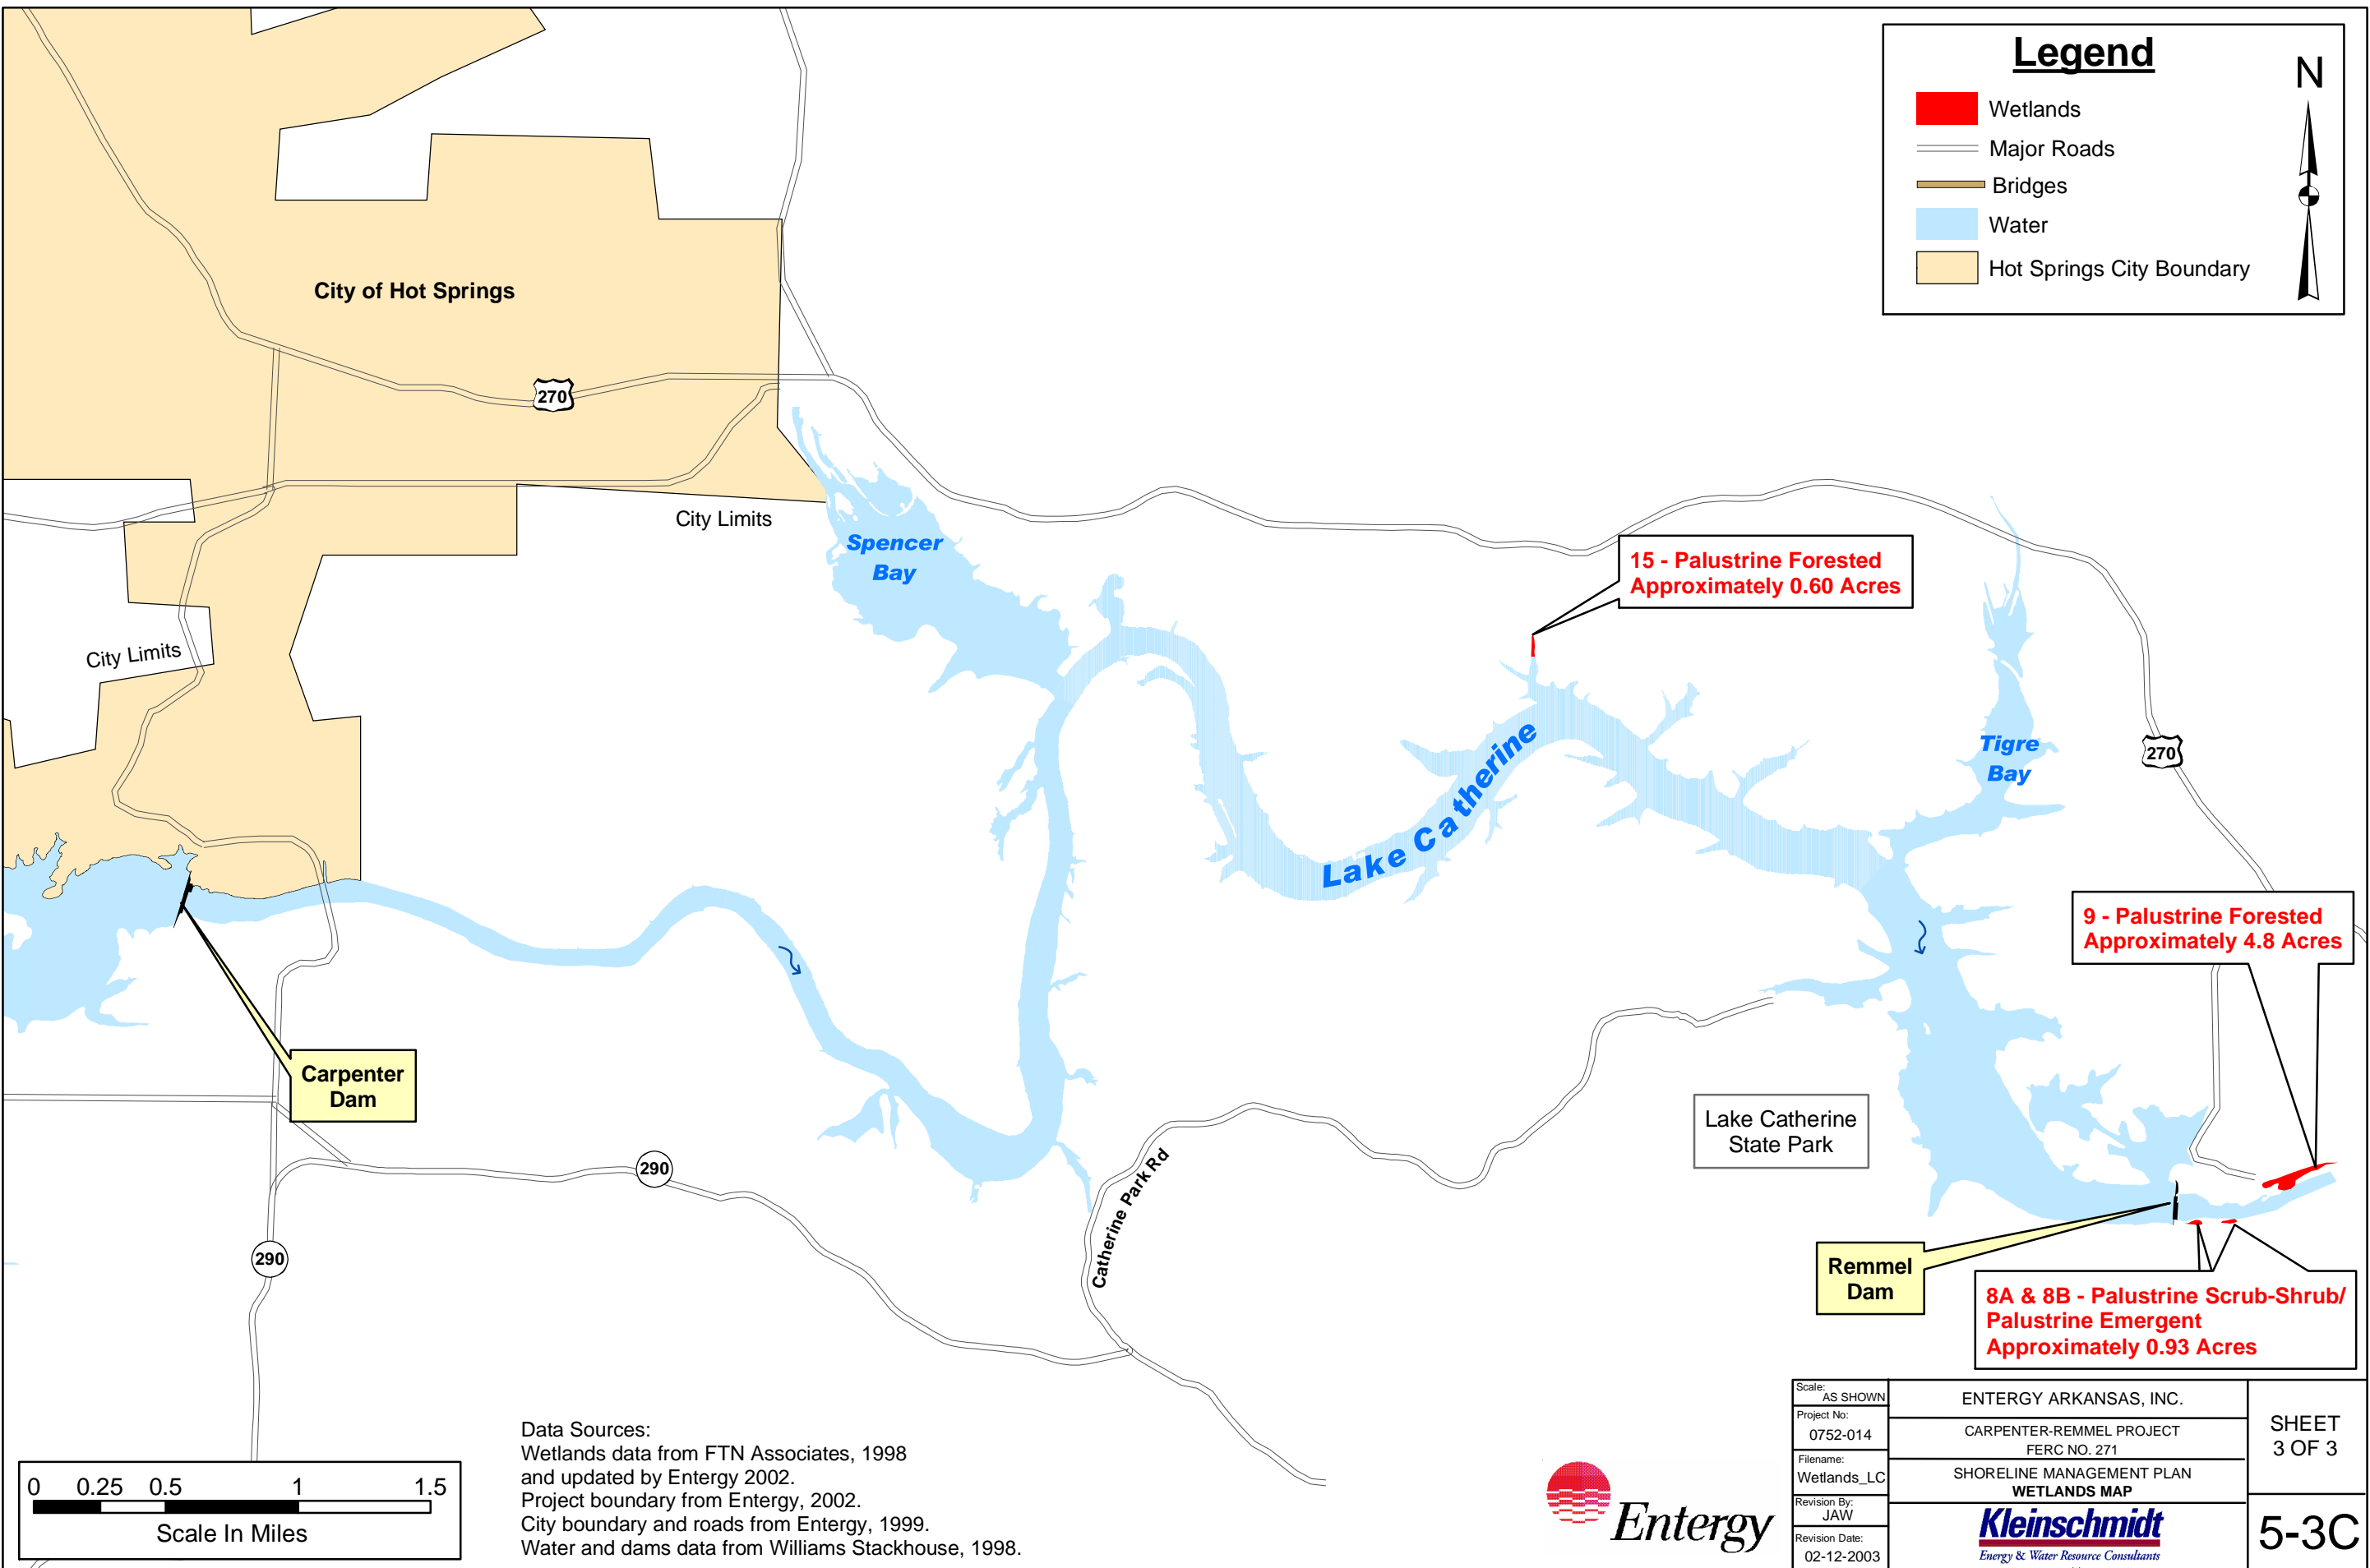 Legend
N
Wetlands
Major Roads
Bridges
Water
Hot Springs City Boundary
City of Hot Springs
270
City Limits
Spencer
Bay
15 - Palustrine Forested
Approximately 0.60 Acres
City Limits
Lake Catherine
Tigre
Bay
270
9 - Palustrine Forested
Approximately 4.8 Acres
Carpenter
Dam
Lake Catherine
State Park
290
Catherine Park Rd
290
Remmel
Dam
8A & 8B - Palustrine Scrub-Shrub/
Palustrine Emergent
Approximately 0.93 Acres
0 0.25 0.5 1 1.5
Scale In Miles
Data Sources:
Wetlands data from FTN Associates, 1998
and updated by Entergy 2002.
Project boundary from Entergy, 2002.
City boundary and roads from Entergy, 1999.
Water and dams data from Williams Stackhouse, 1998.
Entergy
Scale:
AS SHOWN
Project No:
0752-014
Filename:
Wetlands_LC
Revision By:
JAW
Revision Date:
02-12-2003
ENTERGY ARKANSAS, INC.
CARPENTER-REMMEL PROJECT
FERC NO. 271
SHORELINE MANAGEMENT PLAN
WETLANDS MAP
Kleinschmidt
Energy & Water Resource Consultants
SHEET
3 OF 3
5-3C